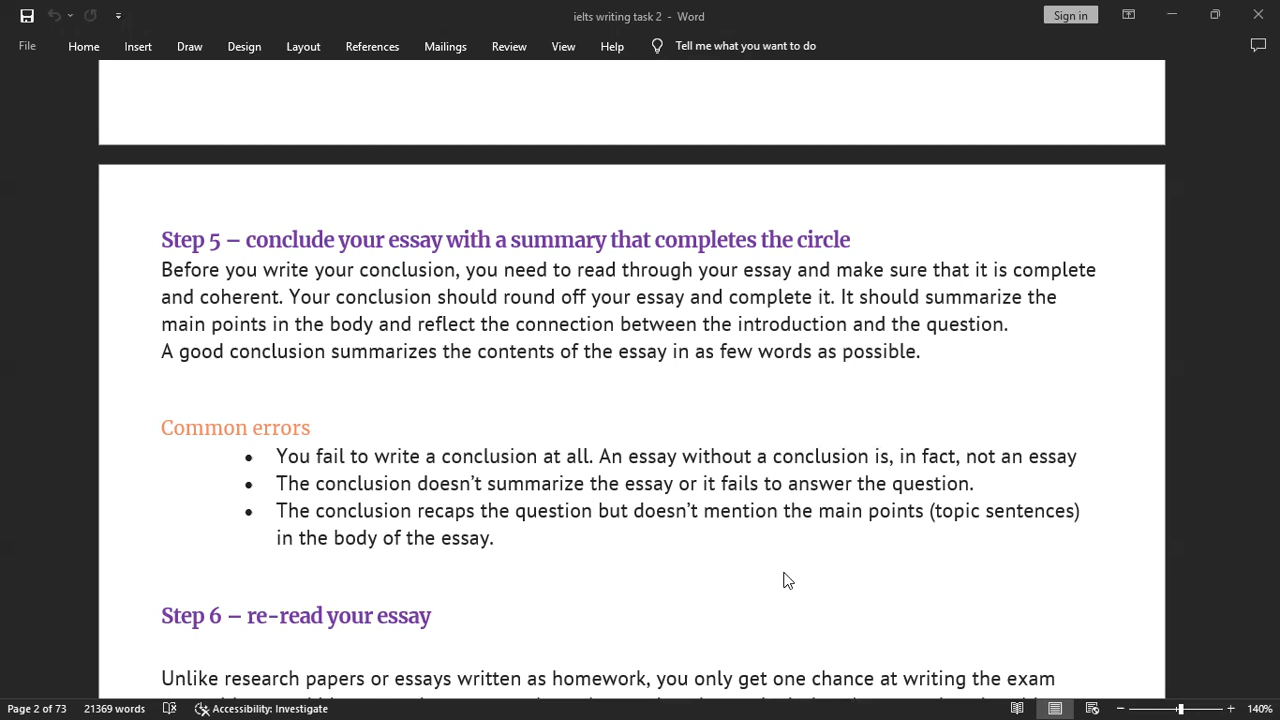 ielts writing task 2 - Word
Sign in
File Home Insert Draw Design Layout References Mailings Review View Help Tell me what you want to do
Step 5 – conclude your essay with a summary that completes the circle
Before you write your conclusion, you need to read through your essay and make sure that it is complete
and coherent. Your conclusion should round off your essay and complete it. It should summarize the
main points in the body and reflect the connection between the introduction and the question.
A good conclusion summarizes the contents of the essay in as few words as possible.
Common errors
• You fail to write a conclusion at all. An essay without a conclusion is, in fact, not an essay
• The conclusion doesn’t summarize the essay or it fails to answer the question.
• The conclusion recaps the question but doesn’t mention the main points (topic sentences)
in the body of the essay.
Step 6 – re-read your essay
Unlike research papers or essays written as homework, you only get one chance at writing the exam
Page 2 of 73 21369 words Accessibility: Investigate 140%